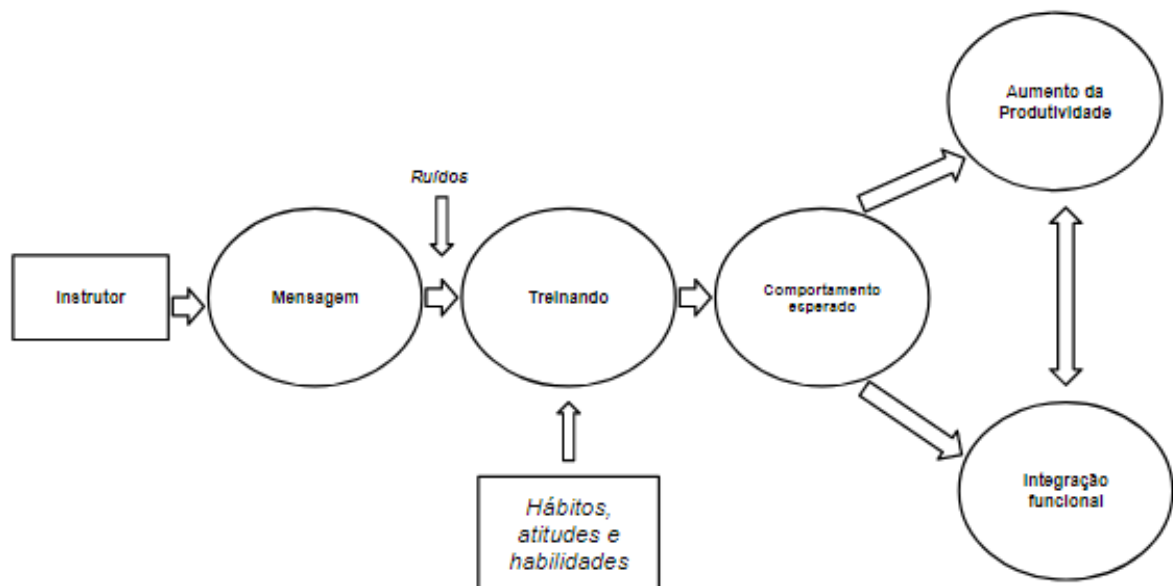 Aumento da
Produtividade
Ruídos
Instrutor
Mensagem
Treinando
Comportamento
esperado
Hábitos,
atitudes e
habilidades
Integração
funcional